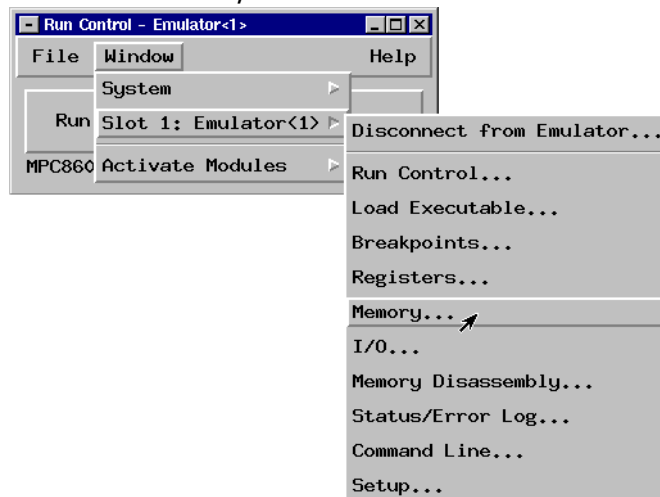 Run Control - Emulator<1>
File Window Help
System
Run Slot 1: Emulator<1>
MPC860 Activate Modules
Disconnect from Emulator...
Run Control...
Load Executable...
Breakpoints...
Registers...
Memory...
I/O...
Memory Disassembly...
Status/Error Log...
Command Line...
Setup...